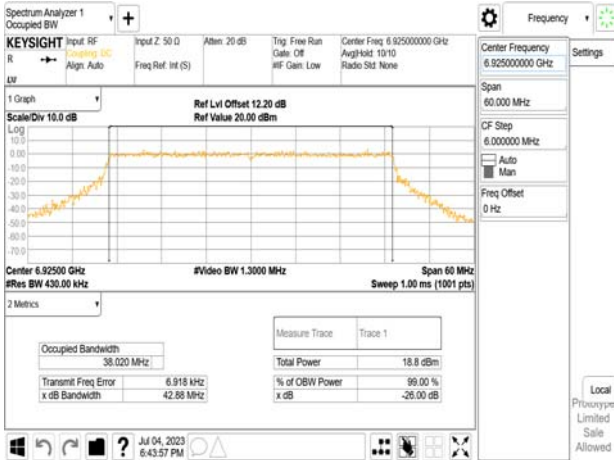 Spectrum Analyzer 1
Occupied BW
Frequency
KEYSIGHT
R
LXI
Input: RF
Coupling: DC
Align: Auto
Input Z: 50 Ω
Freq Ref: Int (S)
Atten: 20 dB
Trig: Free Run
Gate: Off
#IF Gain: Low
Center Freq: 6.925000000 GHz
Avg|Hold: 10/10
Radio Std: None
Center Frequency
6.925000000 GHz
Settings
Span
60.000 MHz
CF Step
6.000000 MHz
Auto
Man
Freq Offset
0 Hz
1 Graph
Scale/Div 10.0 dB
Ref Lvl Offset 12.20 dB
Ref Value 20.00 dBm
Log
10.0
0.00
-10.0
-20.0
-30.0
-40.0
-50.0
-60.0
-70.0
Center 6.92500 GHz
#Res BW 430.00 kHz
#Video BW 1.3000 MHz
Span 60 MHz
Sweep 1.00 ms (1001 pts)
2 Metrics
Measure Trace Trace 1
Occupied Bandwidth
38.020 MHz
Total Power 18.8 dBm
Transmit Freq Error 6.918 kHz
% of OBW Power 99.00 %
x dB Bandwidth 42.88 MHz
x dB -26.00 dB
Local
Prototype
Limited
Sale
Allowed
?
Jul 04, 2023
6:43:57 PM